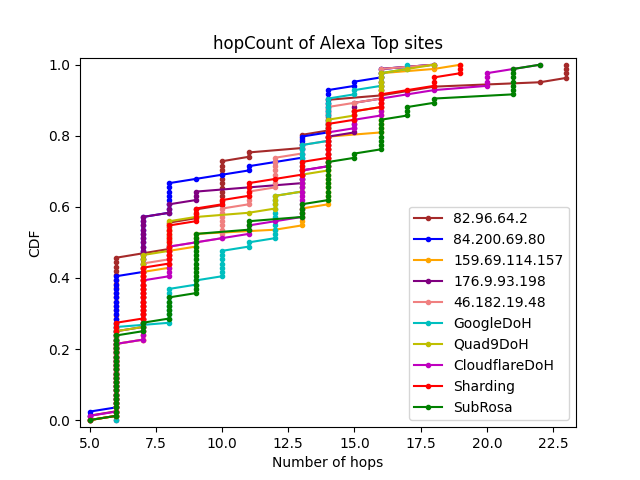 hopCount of Alexa Top sites
CDF
1.0
0.8
0.6
0.4
0.2
0.0
5.0 7.5 10.0 12.5 15.0 17.5 20.0 22.5
Number of hops
82.96.64.2
84.200.69.80
159.69.114.157
176.9.93.198
46.182.19.48
GoogleDoH
Quad9DoH
CloudflareDoH
Sharding
SubRosa